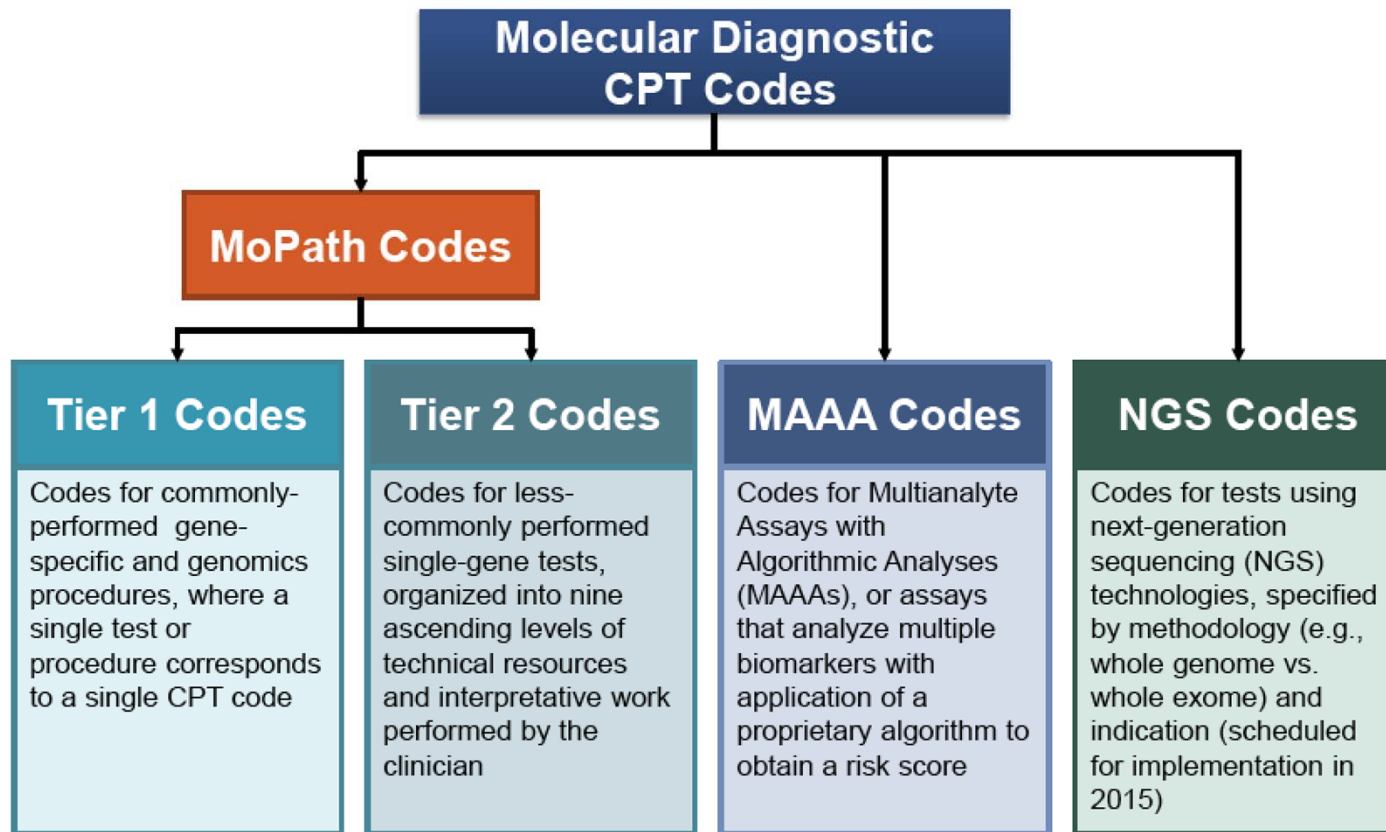 Molecular Diagnostic
CPT Codes
MoPath Codes
Tier 1 Codes
Codes for commonly-
performed gene-
specific and genomics
procedures, where a
single test or
procedure corresponds
to a single CPT code
Tier 2 Codes
Codes for less-
commonly performed
single-gene tests,
organized into nine
ascending levels of
technical resources
and interpretative work
performed by the
clinician
MAAA Codes
Codes for Multianalyte
Assays with
Algorithmic Analyses
(MAAAs), or assays
that analyze multiple
biomarkers with
application of a
proprietary algorithm to
obtain a risk score
NGS Codes
Codes for tests using
next-generation
sequencing (NGS)
technologies, specified
by methodology (e.g.,
whole genome vs.
whole exome) and
indication (scheduled
for implementation in
2015)